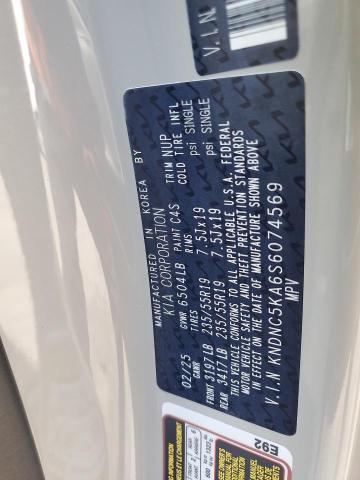 V.I.N
MANUFACTURED IN KOREA BY
KIA CORPORATION
02/25 GVWR 6504LB PAINT C4S TRIM NUP
GAWR TIRES RIMS COLD TIRE INFL
FRONT 3197LB 235/55R19 7.5Jx19 psi SINGLE
REAR 3417LB 235/55R19 7.5Jx19 psi SINGLE
THIS VEHICLE CONFORMS TO ALL APPLICABLE U.S.A. FEDERAL
MOTOR VEHICLE SAFETY AND BUMPER STANDARDS
IN EFFECT ON THE DATE OF MANUFACTURE SHOWN ABOVE
V.I.N KNDNC5KA6S6074569
MPV
E92